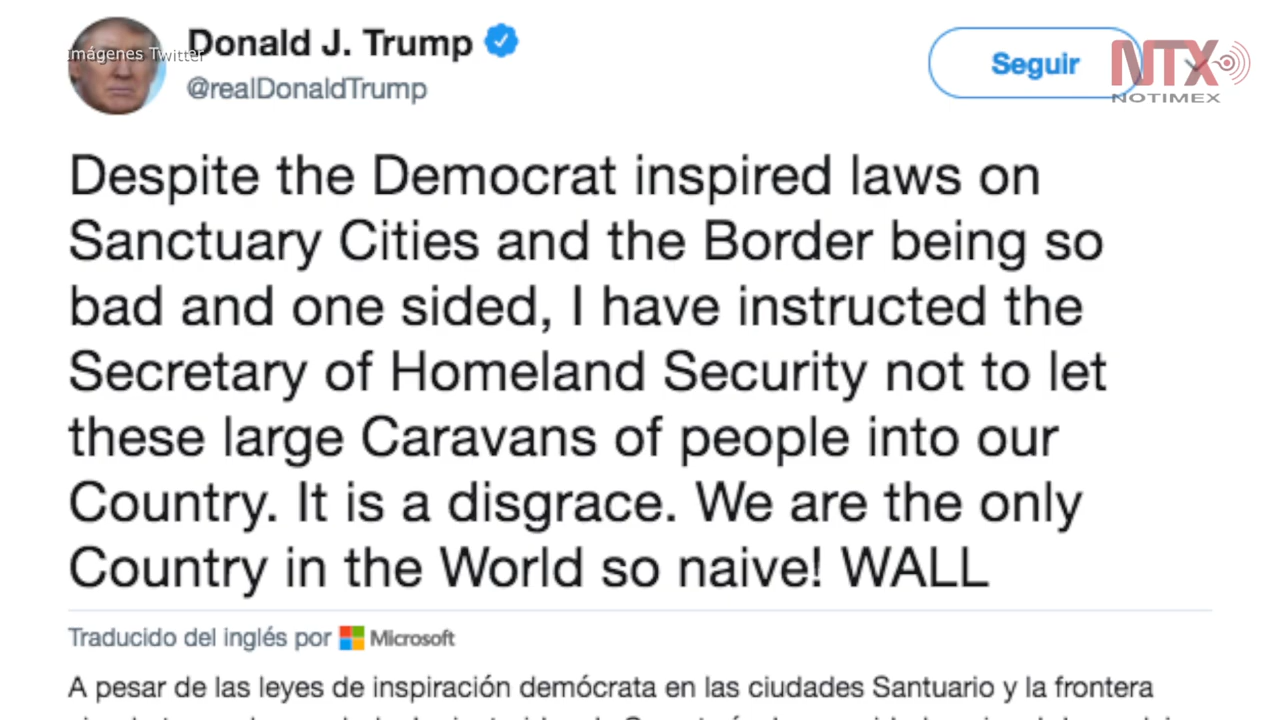 Imágenes Twitter
Donald J. Trump
@realDonaldTrump
Seguir
NTX
NOTIMEX
Despite the Democrat inspired laws on
Sanctuary Cities and the Border being so
bad and one sided, I have instructed the
Secretary of Homeland Security not to let
these large Caravans of people into our
Country. It is a disgrace. We are the only
Country in the World so naive! WALL
Traducido del inglés por Microsoft
A pesar de las leyes de inspiración demócrata en las ciudades Santuario y la frontera